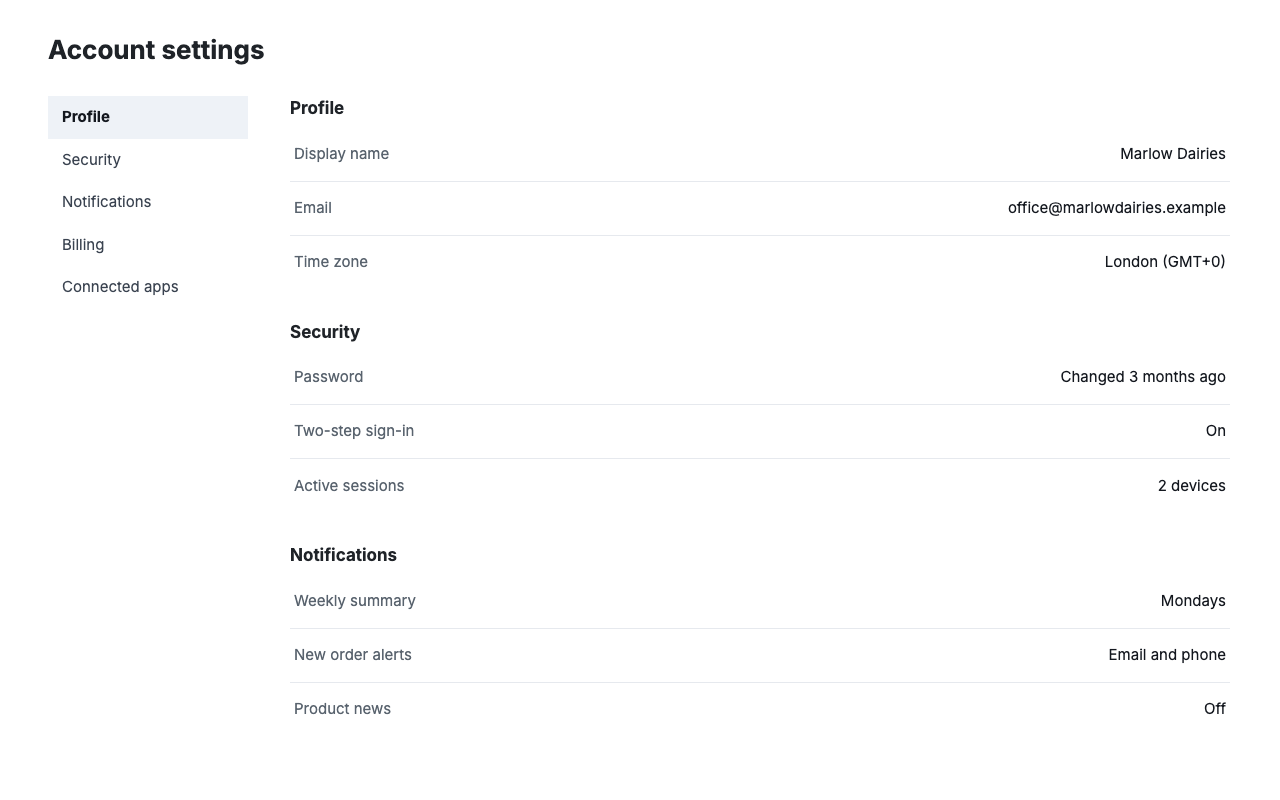 Account settings
Profile
Security
Notifications
Billing
Connected apps
Profile
Display name Marlow Dairies
Email office@marlowdairies.example
Time zone London (GMT+0)
Security
Password Changed 3 months ago
Two-step sign-in On
Active sessions 2 devices
Notifications
Weekly summary Mondays
New order alerts Email and phone
Product news Off